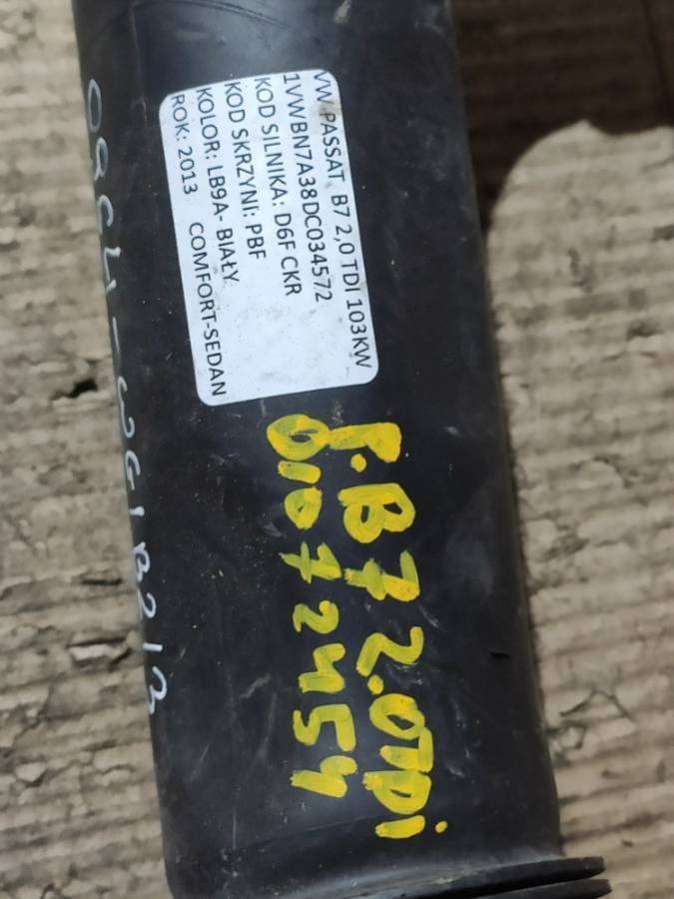 VW PASSAT B7 2,0 TDI 103KW
1VWBN7A38DC034572
KOD SILNIKA: D6F CKR
KOD SKRZYNI: PBF
KOLOR: LB9A- BIAŁY
ROK: 2013 COMFORT-SEDAN
P.B7 2.0TDI
01072454